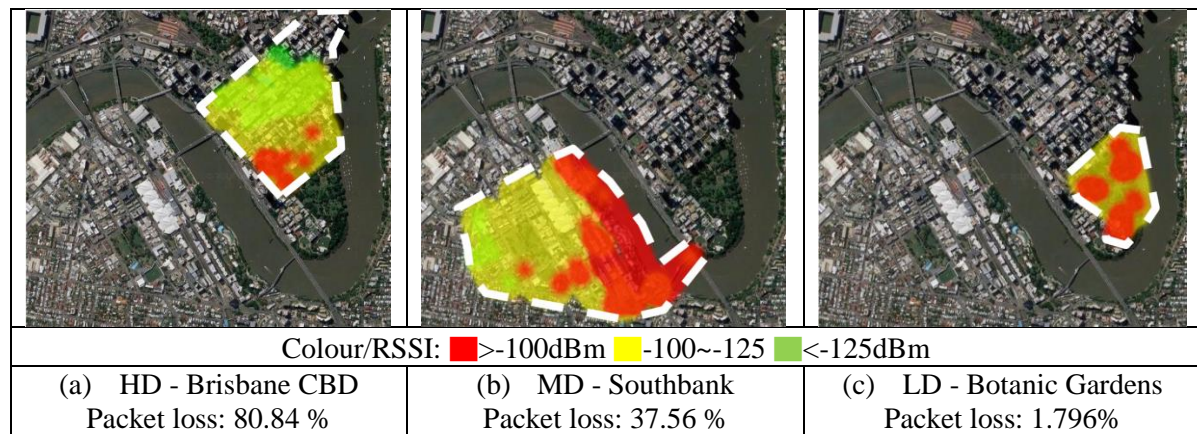 Colour/RSSI: >-100dBm -100~-125 <-125dBm
(a) HD - Brisbane CBD
Packet loss: 80.84 %
(b) MD - Southbank
Packet loss: 37.56 %
(c) LD - Botanic Gardens
Packet loss: 1.796%